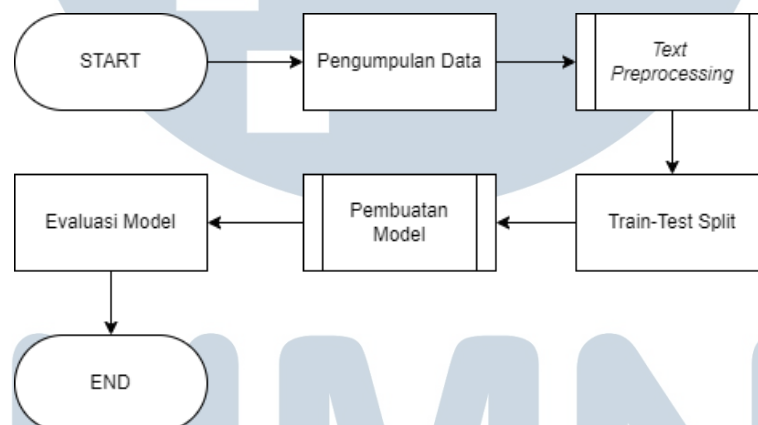 START
Pengumpulan Data
Text
Preprocessing
Train-Test Split
Pembuatan
Model
Evaluasi Model
END